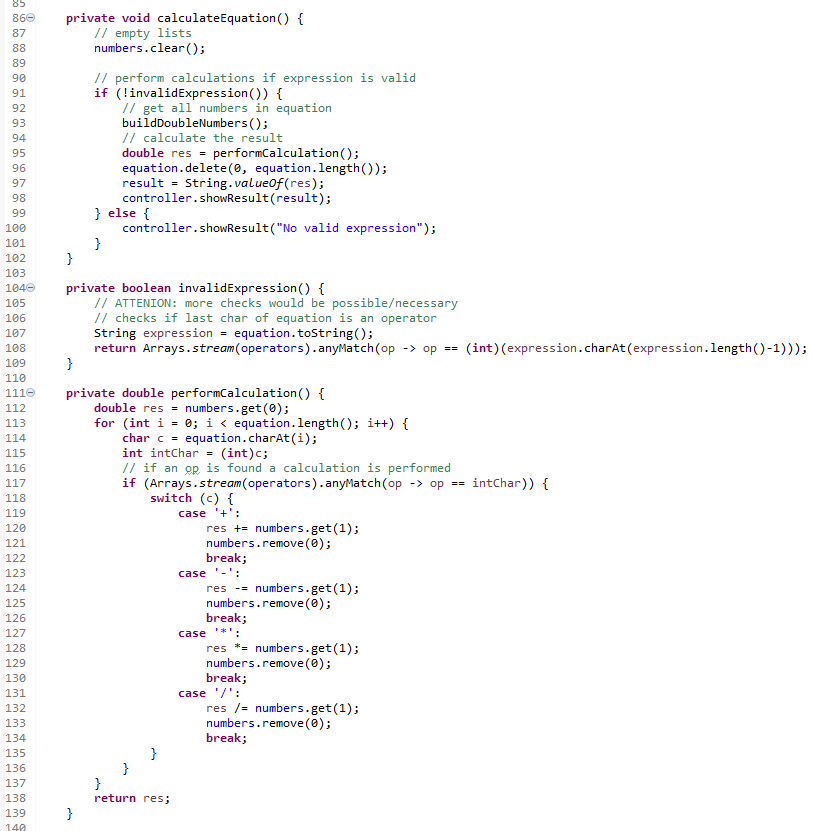 85
86 private void calculateEquation() {
87 // empty lists
88 numbers.clear();
89
90 // perform calculations if expression is valid
91 if (!invalidExpression()) {
92 // get all numbers in equation
93 buildDoubleNumbers();
94 // calculate the result
95 double res = performCalculation();
96 equation.delete(0, equation.length());
97 result = String.valueOf(res);
98 controller.showResult(result);
99 } else {
100 controller.showResult("No valid expression");
101 }
102 }
103
104 private boolean invalidExpression() {
105 // ATTENION: more checks would be possible/necessary
106 // checks if last char of equation is an operator
107 String expression = equation.toString();
108 return Arrays.stream(operators).anyMatch(op -> op == (int)(expression.charAt(expression.length()-1)));
109 }
110
111 private double performCalculation() {
112 double res = numbers.get(0);
113 for (int i = 0; i < equation.length(); i++) {
114 char c = equation.charAt(i);
115 int intChar = (int)c;
116 // if an op is found a calculation is performed
117 if (Arrays.stream(operators).anyMatch(op -> op == intChar)) {
118 switch (c) {
119 case '+':
120 res += numbers.get(1);
121 numbers.remove(0);
122 break;
123 case '-':
124 res -= numbers.get(1);
125 numbers.remove(0);
126 break;
127 case '*':
128 res *= numbers.get(1);
129 numbers.remove(0);
130 break;
131 case '/':
132 res /= numbers.get(1);
133 numbers.remove(0);
134 break;
135 }
136 }
137 }
138 return res;
139 }
140